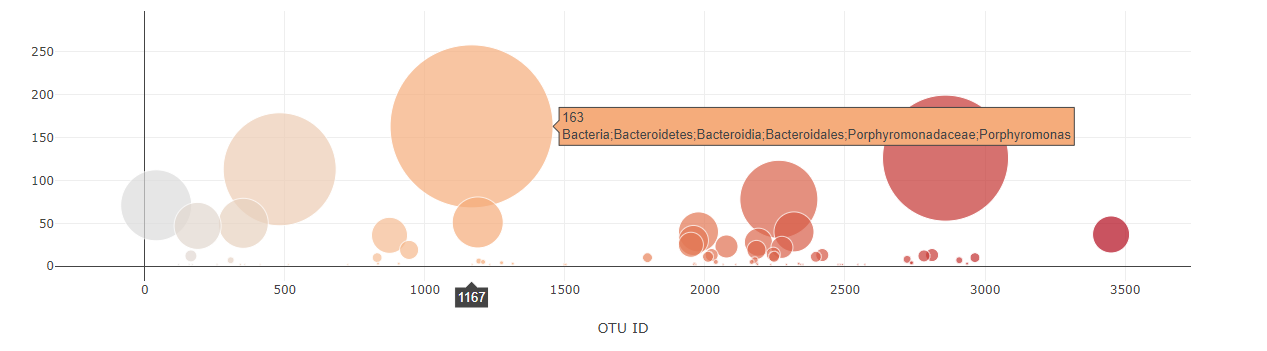 250
200
163
Bacteria;Bacteroidetes;Bacteroidia;Bacteroidales;Porphyromonadaceae;Porphyromonas
150
100
50
0
0 500 1000 1500 2000 2500 3000 3500
1167
OTU ID